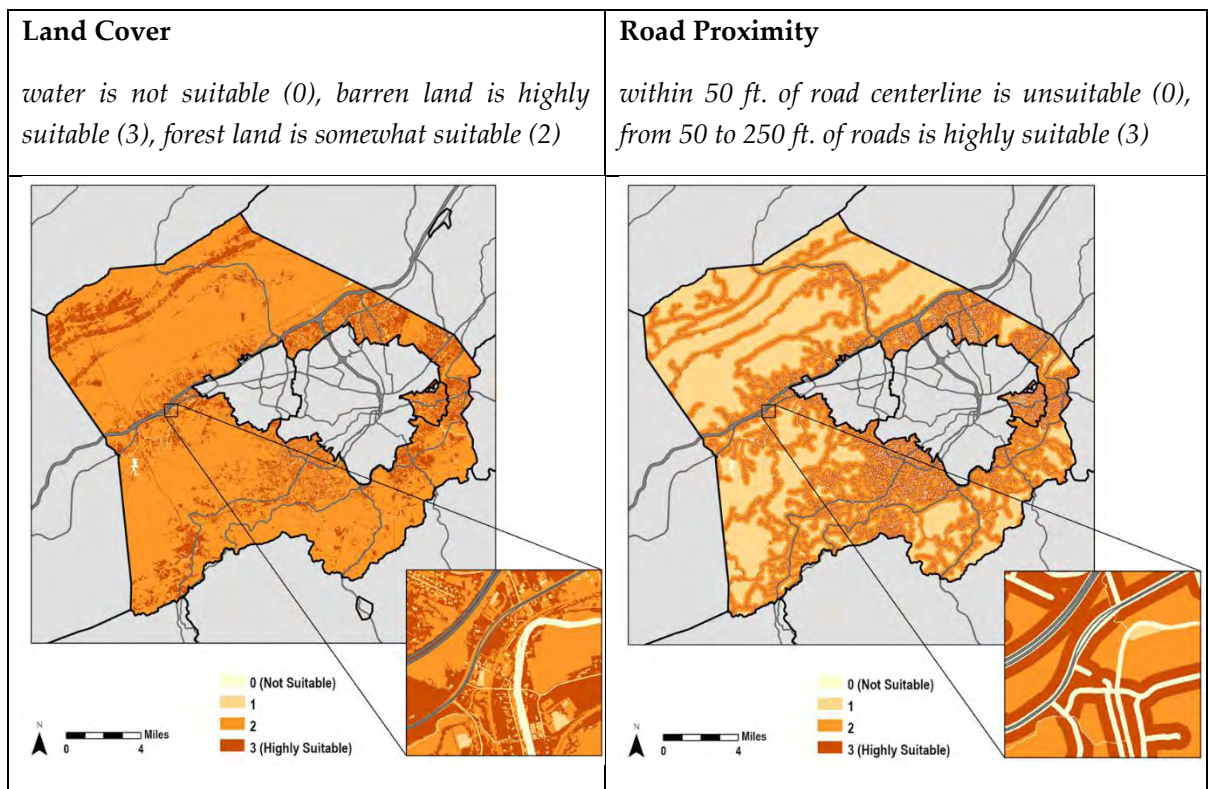 Land Cover
water is not suitable (0), barren land is highly
suitable (3), forest land is somewhat suitable (2)
Road Proximity
within 50 ft. of road centerline is unsuitable (0),
from 50 to 250 ft. of roads is highly suitable (3)
0 (Not Suitable)
1
2
3 (Highly Suitable)
N
Miles
0
4
0 (Not Suitable)
1
2
3 (Highly Suitable)
N
Miles
0
4